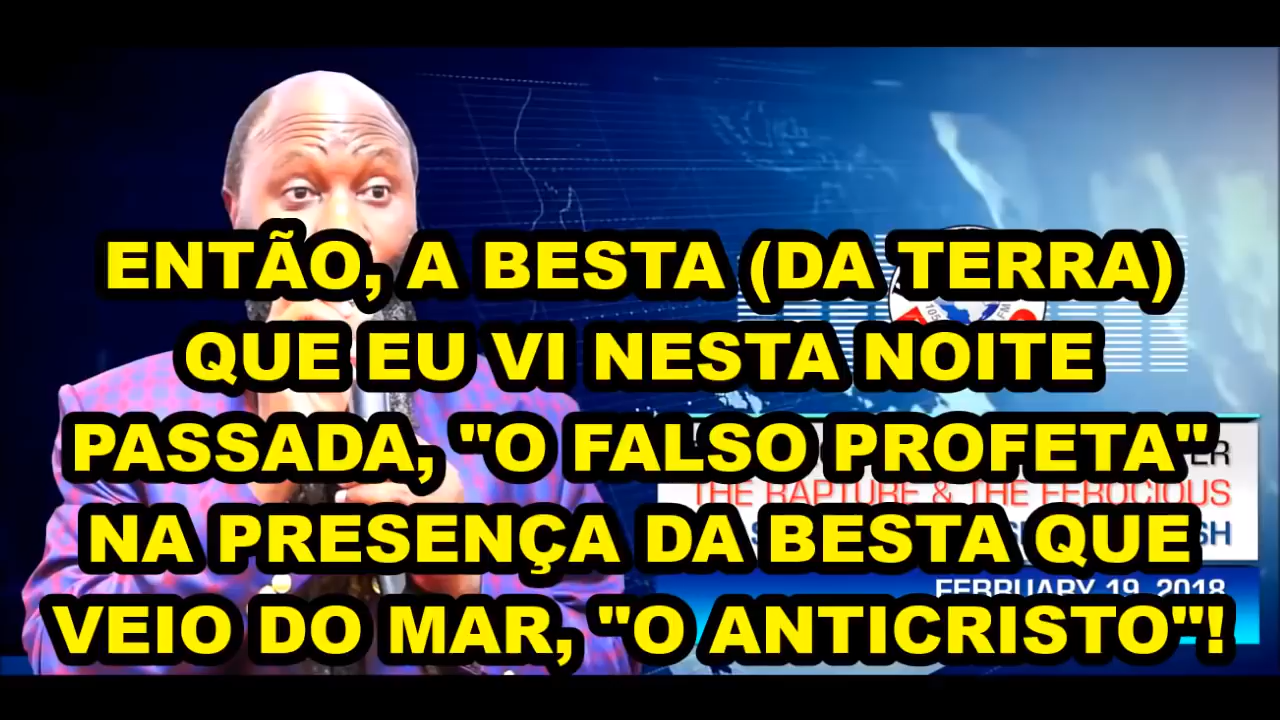 ENTÃO, A BESTA (DA TERRA)
QUE EU VI NESTA NOITE
PASSADA, "O FALSO PROFETA"
NA PRESENÇA DA BESTA QUE
VEIO DO MAR, "O ANTICRISTO"!
THE RAPTURE & THE FEROCIOUS
FEBRUARY 19, 2018